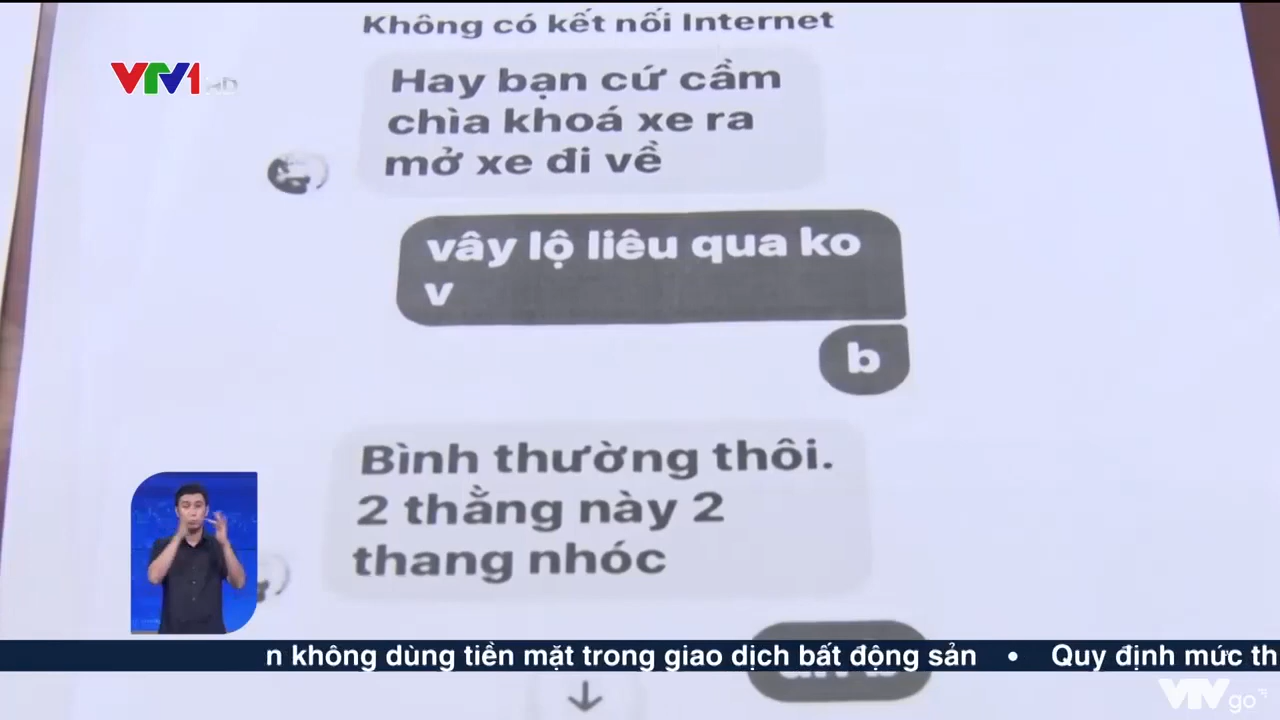 Không có kết nối Internet
VTV1 HD
Hay bạn cứ cầm
chìa khoá xe ra
mở xe đi về
vây lộ liêu qua ko
v
b
Bình thường thôi.
2 thằng này 2
thang nhóc
n không dùng tiền mặt trong giao dịch bất động sản • Quy định mức th
VTVgo